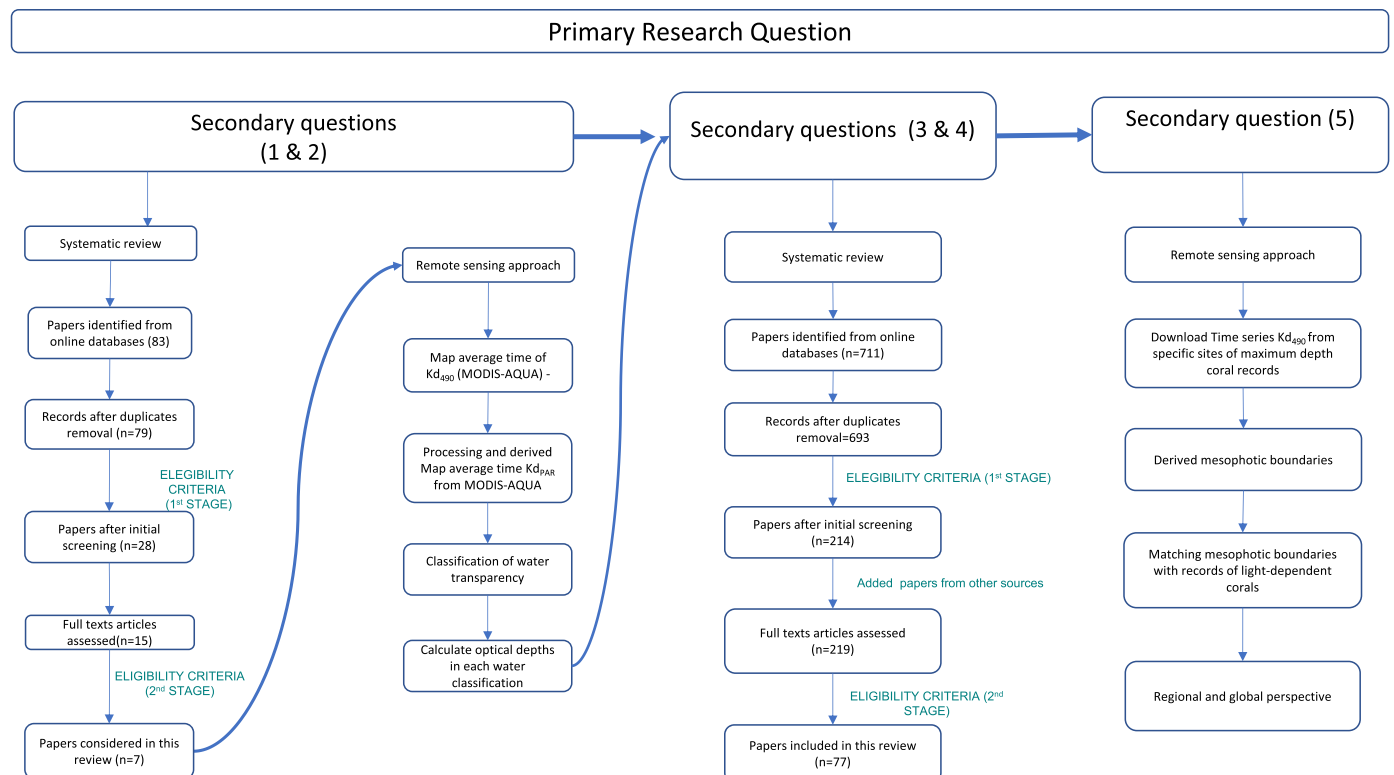 Primary Research Question
Secondary questions
(1 & 2)
Systematic review
Papers identified from
online databases (83)
Records after duplicates
removal (n=79)
ELEGIBILITY
CRITERIA
(1st STAGE)
Papers after initial
screening (n=28)
Full texts articles
assessed(n=15)
ELIGIBILITY CRITERIA
(2nd STAGE)
Papers considered in this
review (n=7)
Remote sensing approach
Map average time of
Kd490 (MODIS-AQUA) -
Processing and derived
Map average time KdPAR
from MODIS-AQUA
Classification of water
transparency
Calculate optical depths
in each water
classification
Secondary questions  (3 & 4)
Systematic review
Papers identified from online
databases (n=711)
Records after duplicates
removal=693
ELEGIBILITY CRITERIA (1st STAGE)
Papers after initial screening
(n=214)
Added  papers from other sources
Full texts articles assessed
(n=219)
ELIGIBILITY CRITERIA (2nd
STAGE)
Papers included in this review
(n=77)
Secondary question (5)
Remote sensing approach
Download Time series Kd490 from
specific sites of maximum depth
coral records
Derived mesophotic boundaries
Matching mesophotic boundaries
with records of light-dependent
corals
Regional and global perspective